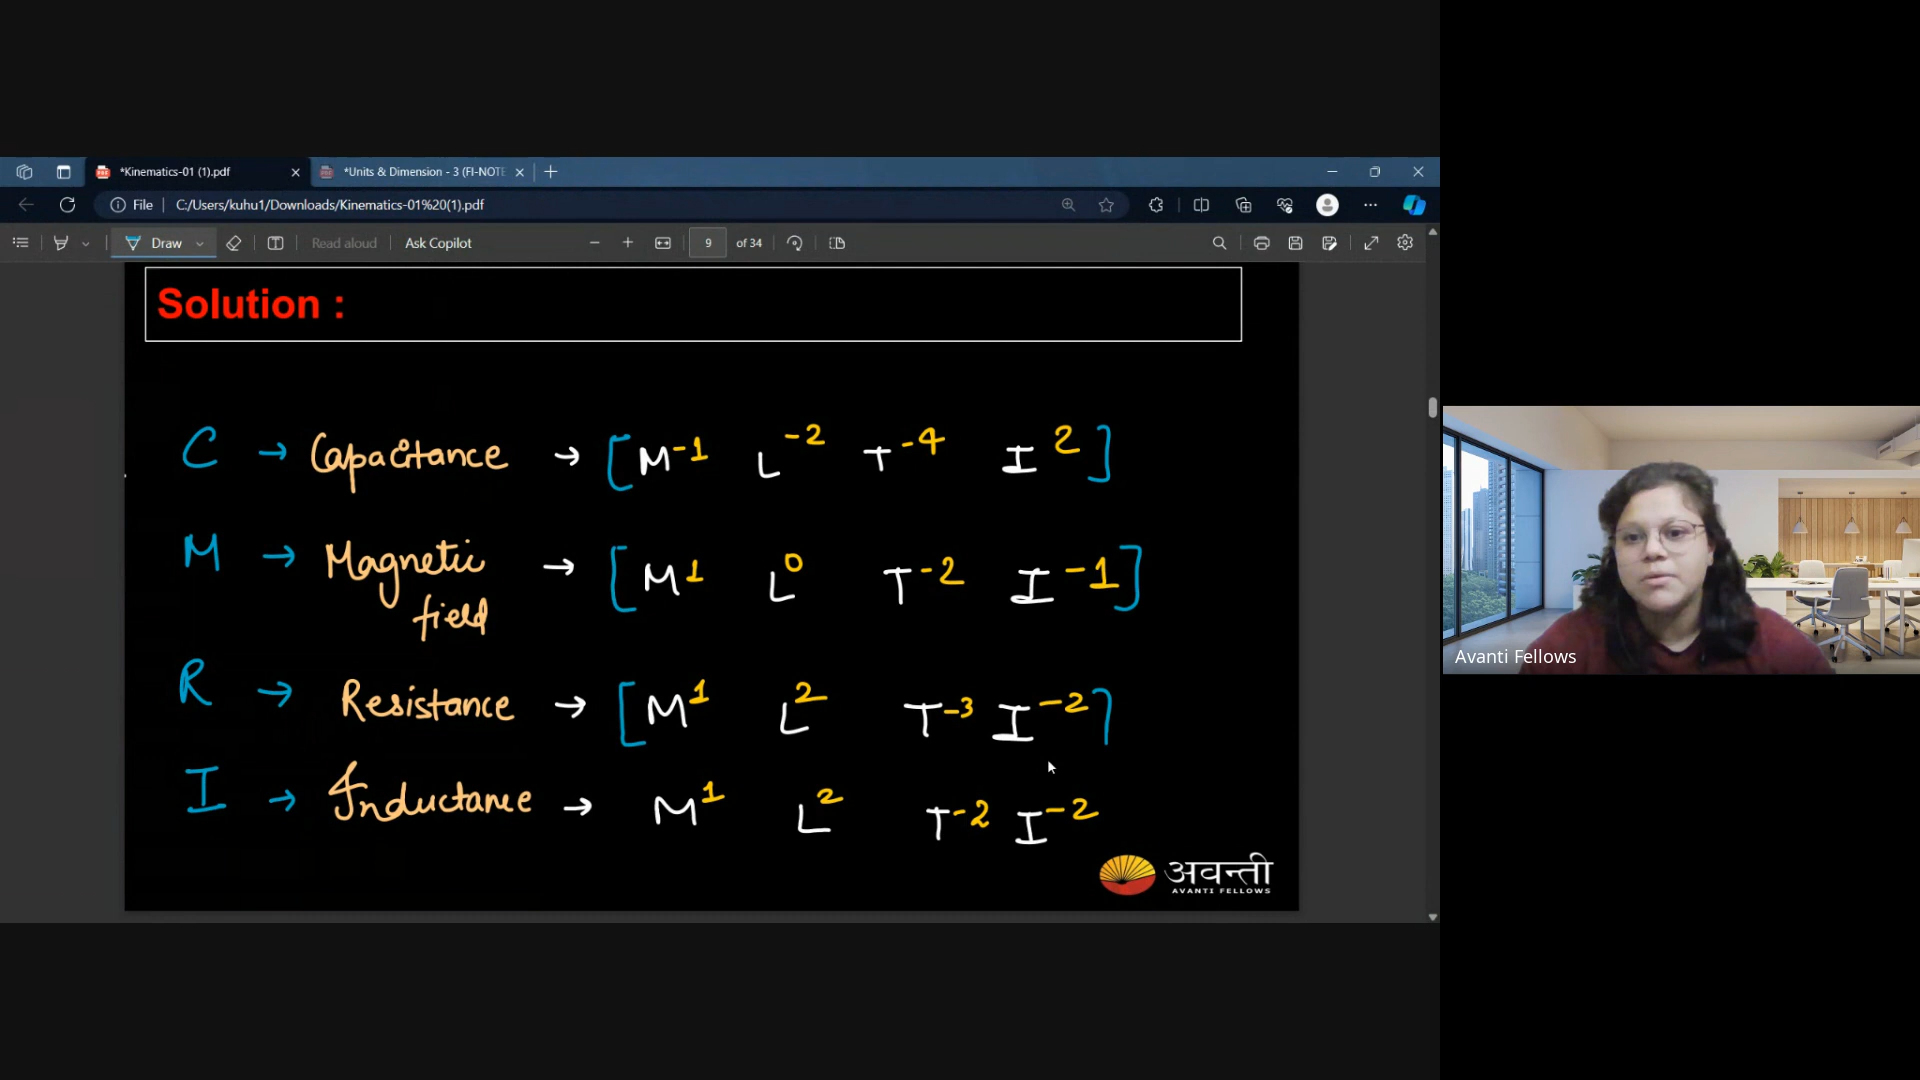 *Kinematics-01 (1).pdf
*Units & Dimension - 3 (FI-NOTE
File C:/Users/kuhu1/Downloads/Kinematics-01%20(1).pdf
Draw Read aloud Ask Copilot 9 of 34
Solution :
C → Capacitance → [M⁻¹ L⁻² T⁻⁴ I²]
M → Magnetic field → [M¹ L⁰ T⁻² I⁻¹]
R → Resistance → [M¹ L² T⁻³ I⁻²]
I → Inductance → M¹ L² T⁻² I⁻²
अवन्ती
AVANTI FELLOWS
Avanti Fellows